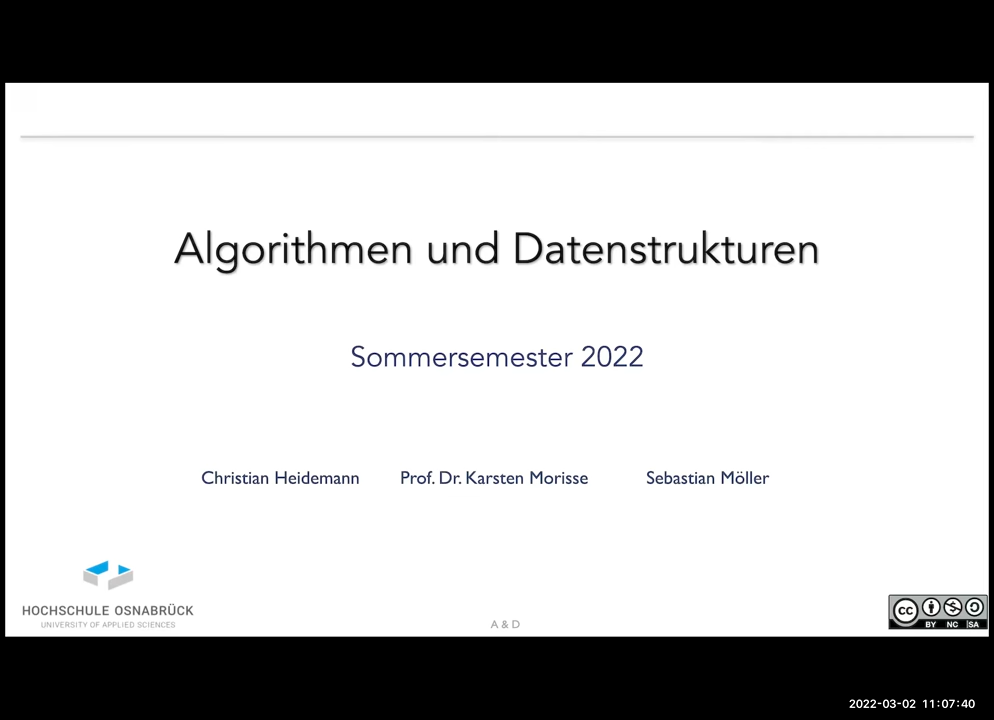 Algorithmen und Datenstrukturen
Sommersemester 2022
Christian Heidemann Prof. Dr. Karsten Morisse Sebastian Möller
HOCHSCHULE OSNABRÜCK
UNIVERSITY OF APPLIED SCIENCES
A & D
cc
BY NC SA
2022-03-02 11:07:40